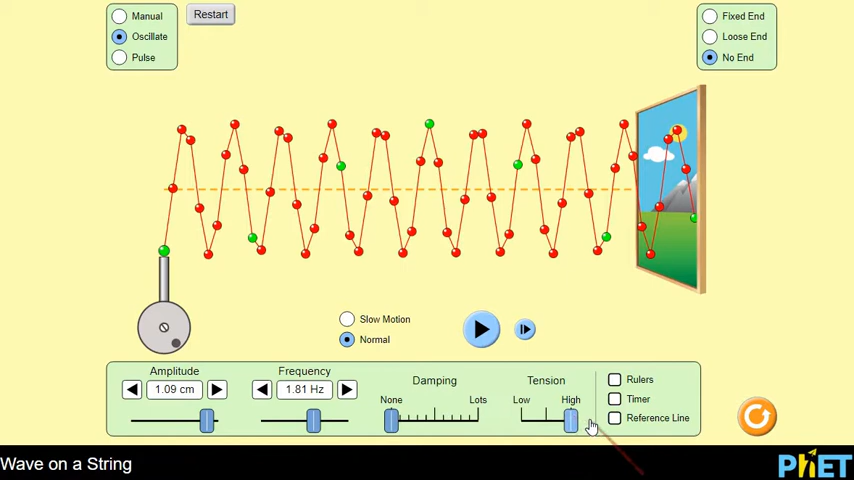 Manual
Oscillate
Pulse
Restart
Fixed End
Loose End
No End
Slow Motion
Normal
Amplitude
1.09 cm
Frequency
1.81 Hz
Damping
None
Lots
Tension
Low
High
Rulers
Timer
Reference Line
Wave on a String
PhET